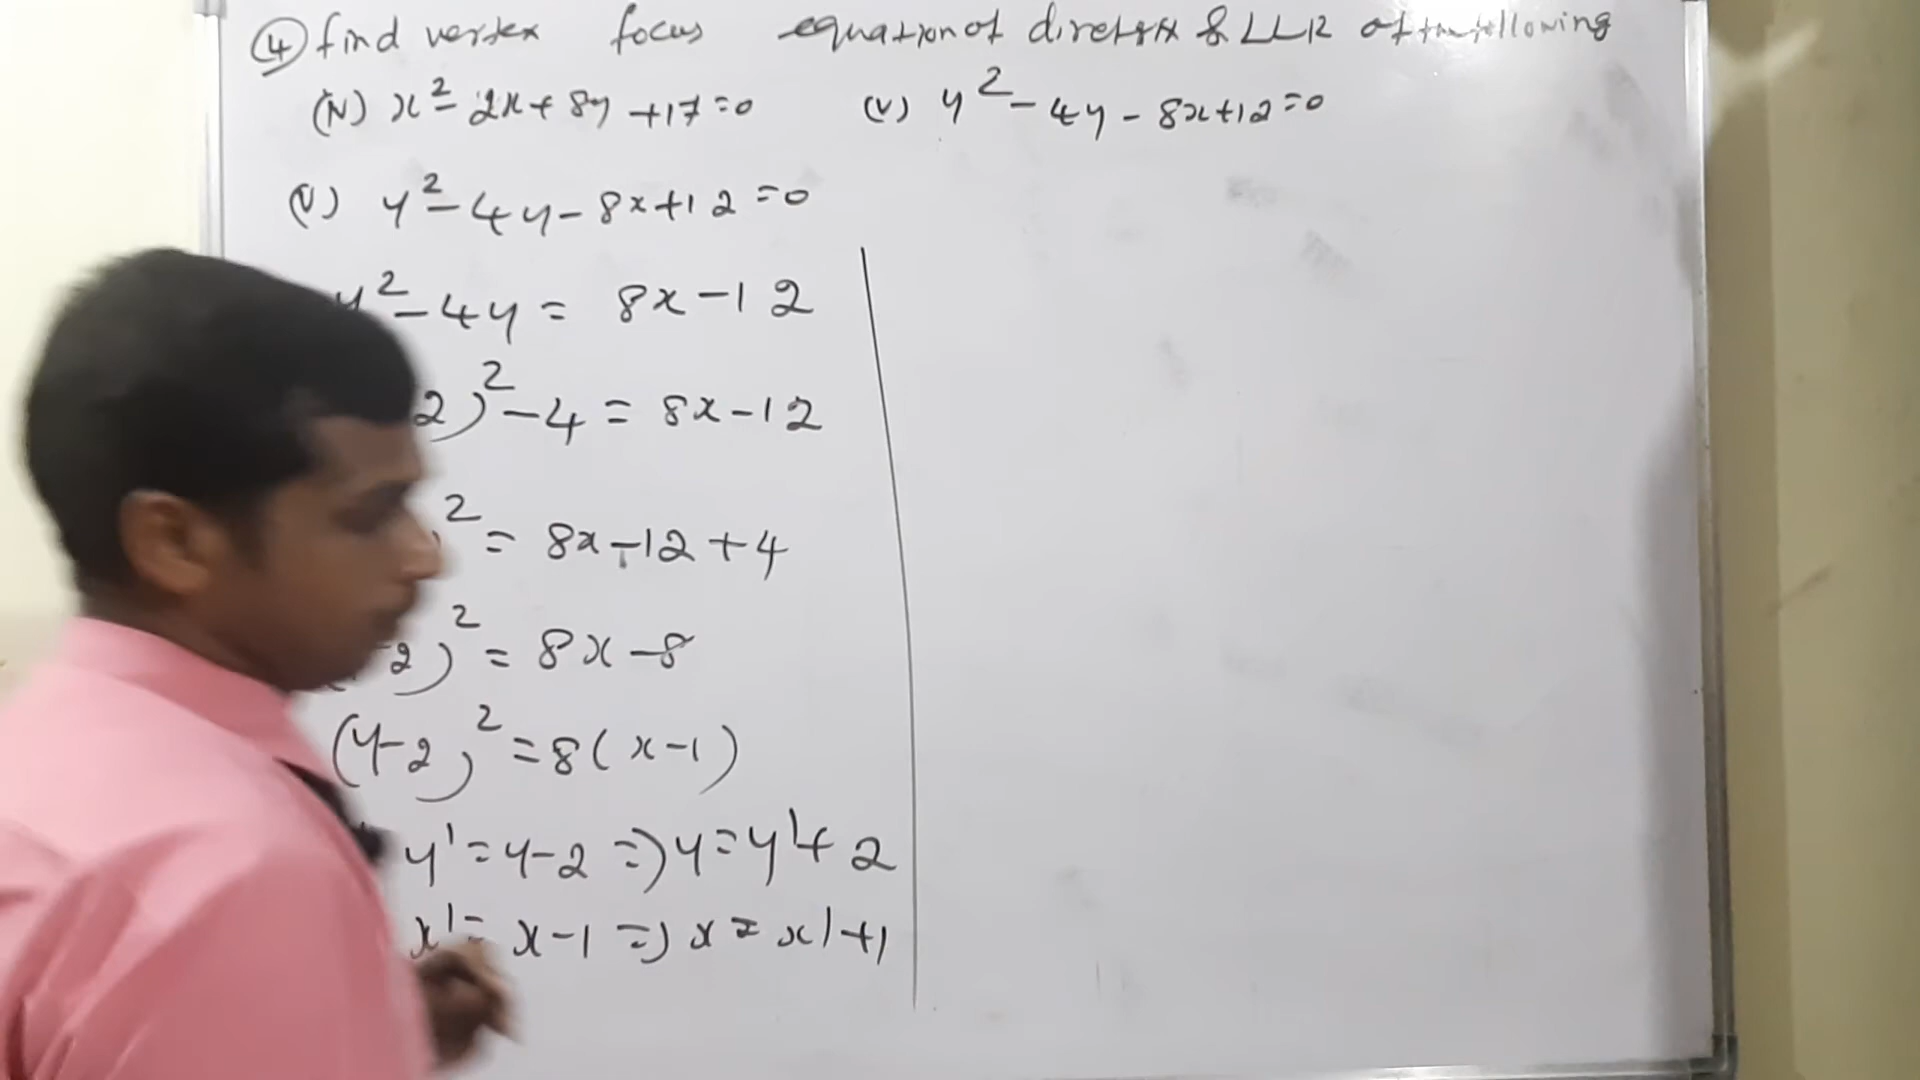 ④ find vertex focus equation of directrix & LLR of the following
(iv) x² - 2x + 8y + 17 = 0 (v) y² - 4y - 8x + 12 = 0
(v) y² - 4y - 8x + 12 = 0
y² - 4y = 8x - 12
2)² - 4 = 8x - 12
)² = 8x - 12 + 4
-2)² = 8x - 8
(y-2)² = 8(x-1)
y' = y - 2 => y = y' + 2
x' = x - 1 => x = x' + 1